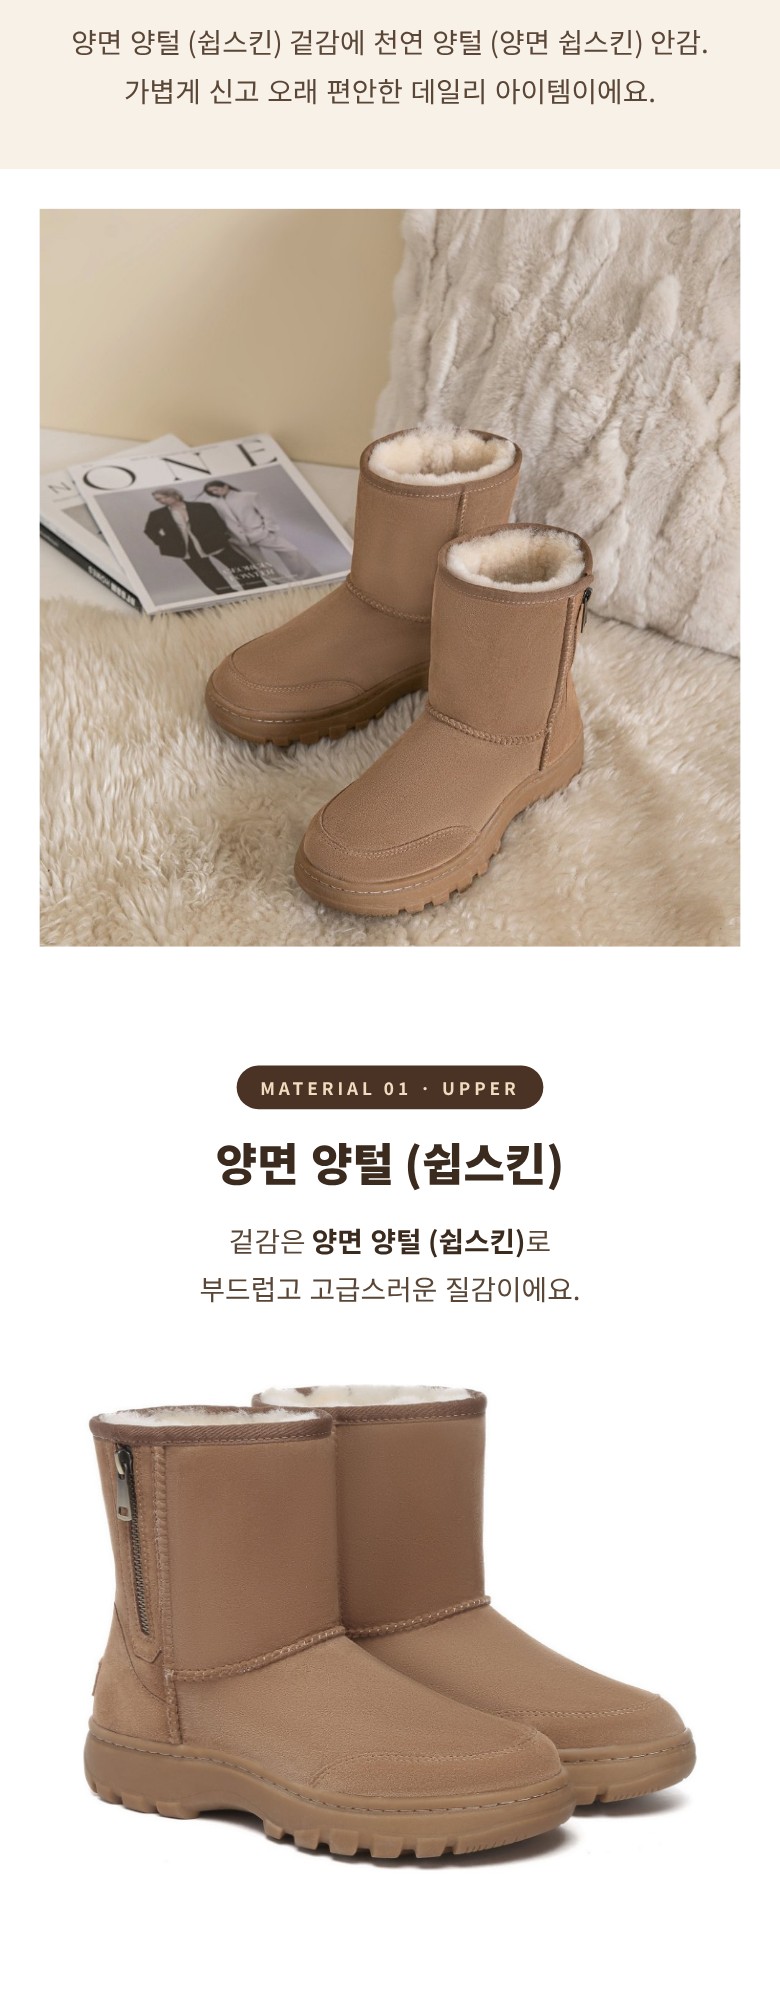 양면 양털 (쉽스킨) 겉감에 천연 양털 (양면 쉽스킨) 안감.
가볍게 신고 오래 편안한 데일리 아이템이에요.
ONE
MATERIAL 01 · UPPER
양면 양털 (쉽스킨)
겉감은 양면 양털 (쉽스킨)로
부드럽고 고급스러운 질감이에요.